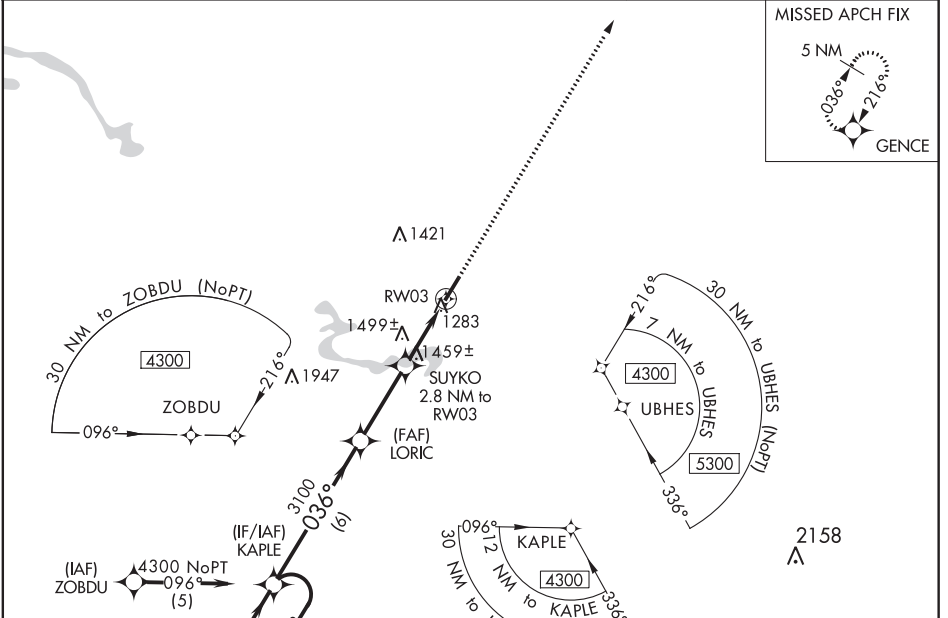 MISSED APCH FIX
5 NM
036°
216°
GENCE
1421
RW03
1283
1499±
1459±
SUYKO
2.8 NM to
RW03
(FAF)
LORIC
3100
036°
(6)
(IF/IAF)
KAPLE
(IAF)
ZOBDU
4300 NoPT
096°
(5)
30 NM to ZOBDU (NoPT)
4300
216°
1947
ZOBDU
096°
216°
30 NM to UBHES (NoPT)
7 NM to UBHES
4300
UBHES
5300
336°
2158
096°
KAPLE
30 NM to
12 NM to KAPLE
4300
336°